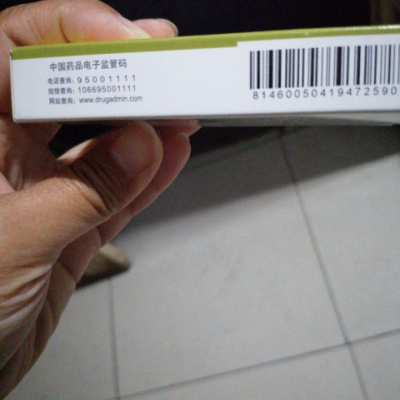 中国药品电子监管码
电话查询：95001111
短信查询：106695001111
网站查询：www.drugadmin.com
81460050419472590